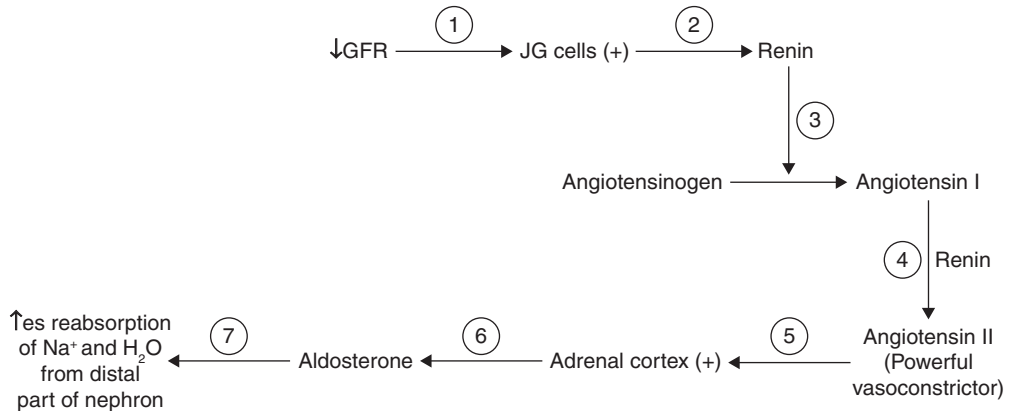 1
2
↓GFR
JG cells (+)
Renin
3
Angiotensinogen
Angiotensin I
4
Renin
↑es reabsorption
of Na⁺ and H₂O
from distal
part of nephron
7
Aldosterone
6
Adrenal cortex (+)
5
Angiotensin II
(Powerful
vasoconstrictor)